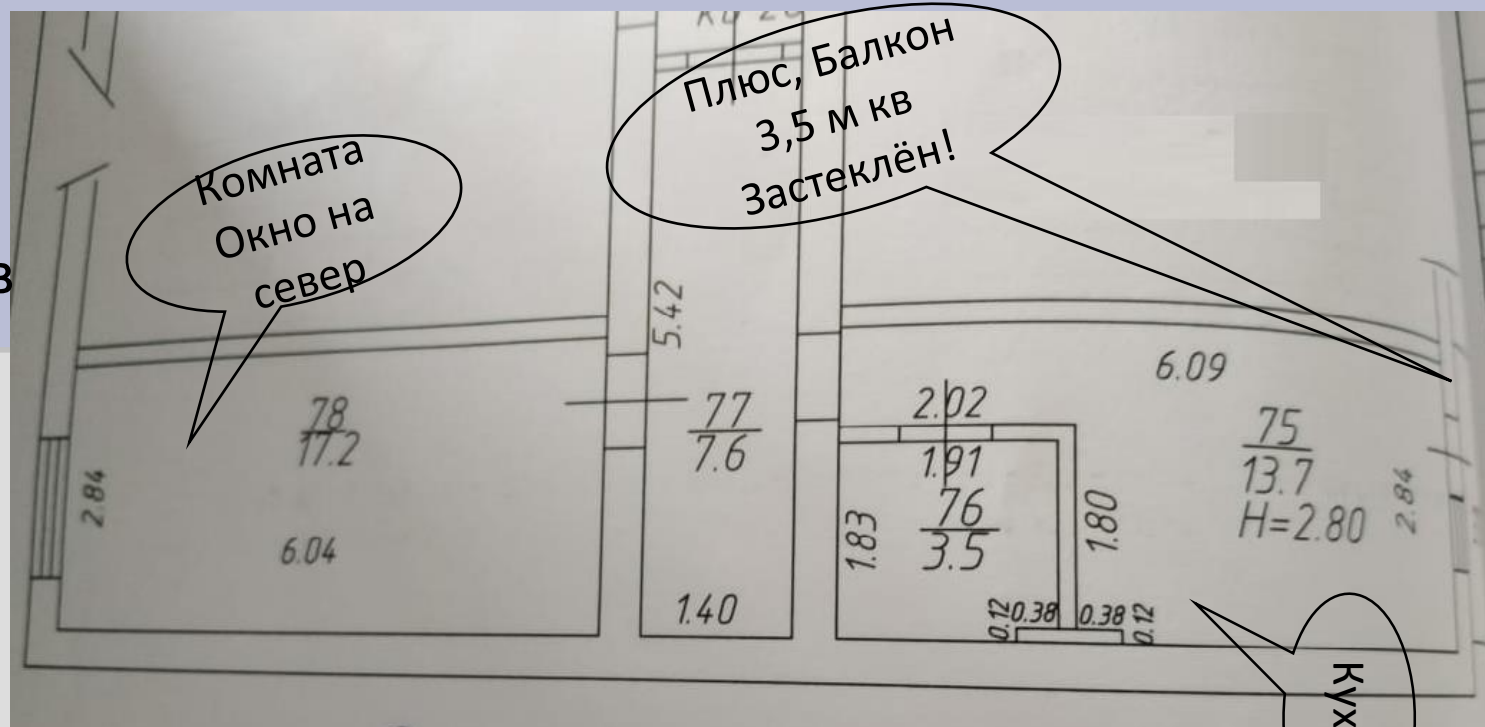 Плюс, Балкон
3,5 м кв
Застеклён!
Комната
Окно на
север
в
5.42
6.09
78
17.2
77
7.6
2.02
1.91
75
13.7
H=2.80
2.84
2.84
76
3.5
1.83
1.80
6.04
1.40
0.12
0.38
0.38
0.12
Кух